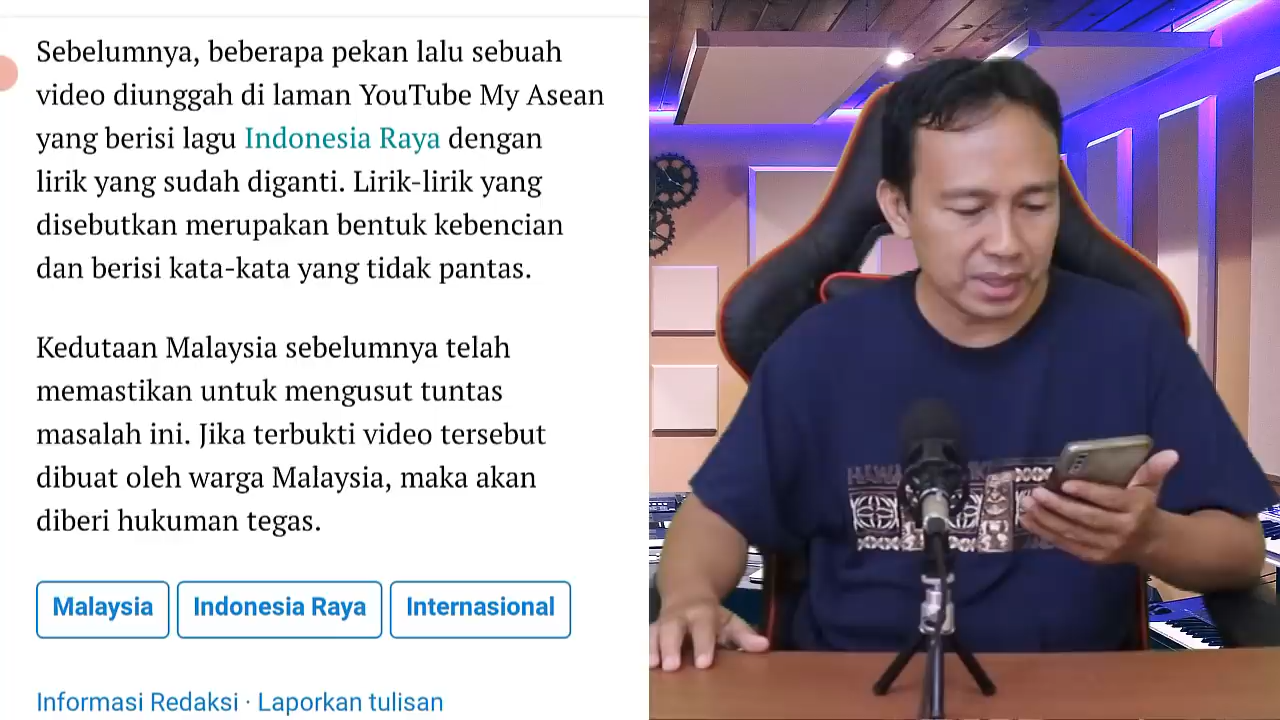 Sebelumnya, beberapa pekan lalu sebuah
video diunggah di laman YouTube My Asean
yang berisi lagu Indonesia Raya dengan
lirik yang sudah diganti. Lirik-lirik yang
disebutkan merupakan bentuk kebencian
dan berisi kata-kata yang tidak pantas.
Kedutaan Malaysia sebelumnya telah
memastikan untuk mengusut tuntas
masalah ini. Jika terbukti video tersebut
dibuat oleh warga Malaysia, maka akan
diberi hukuman tegas.
Malaysia
Indonesia Raya
Internasional
Informasi Redaksi · Laporkan tulisan